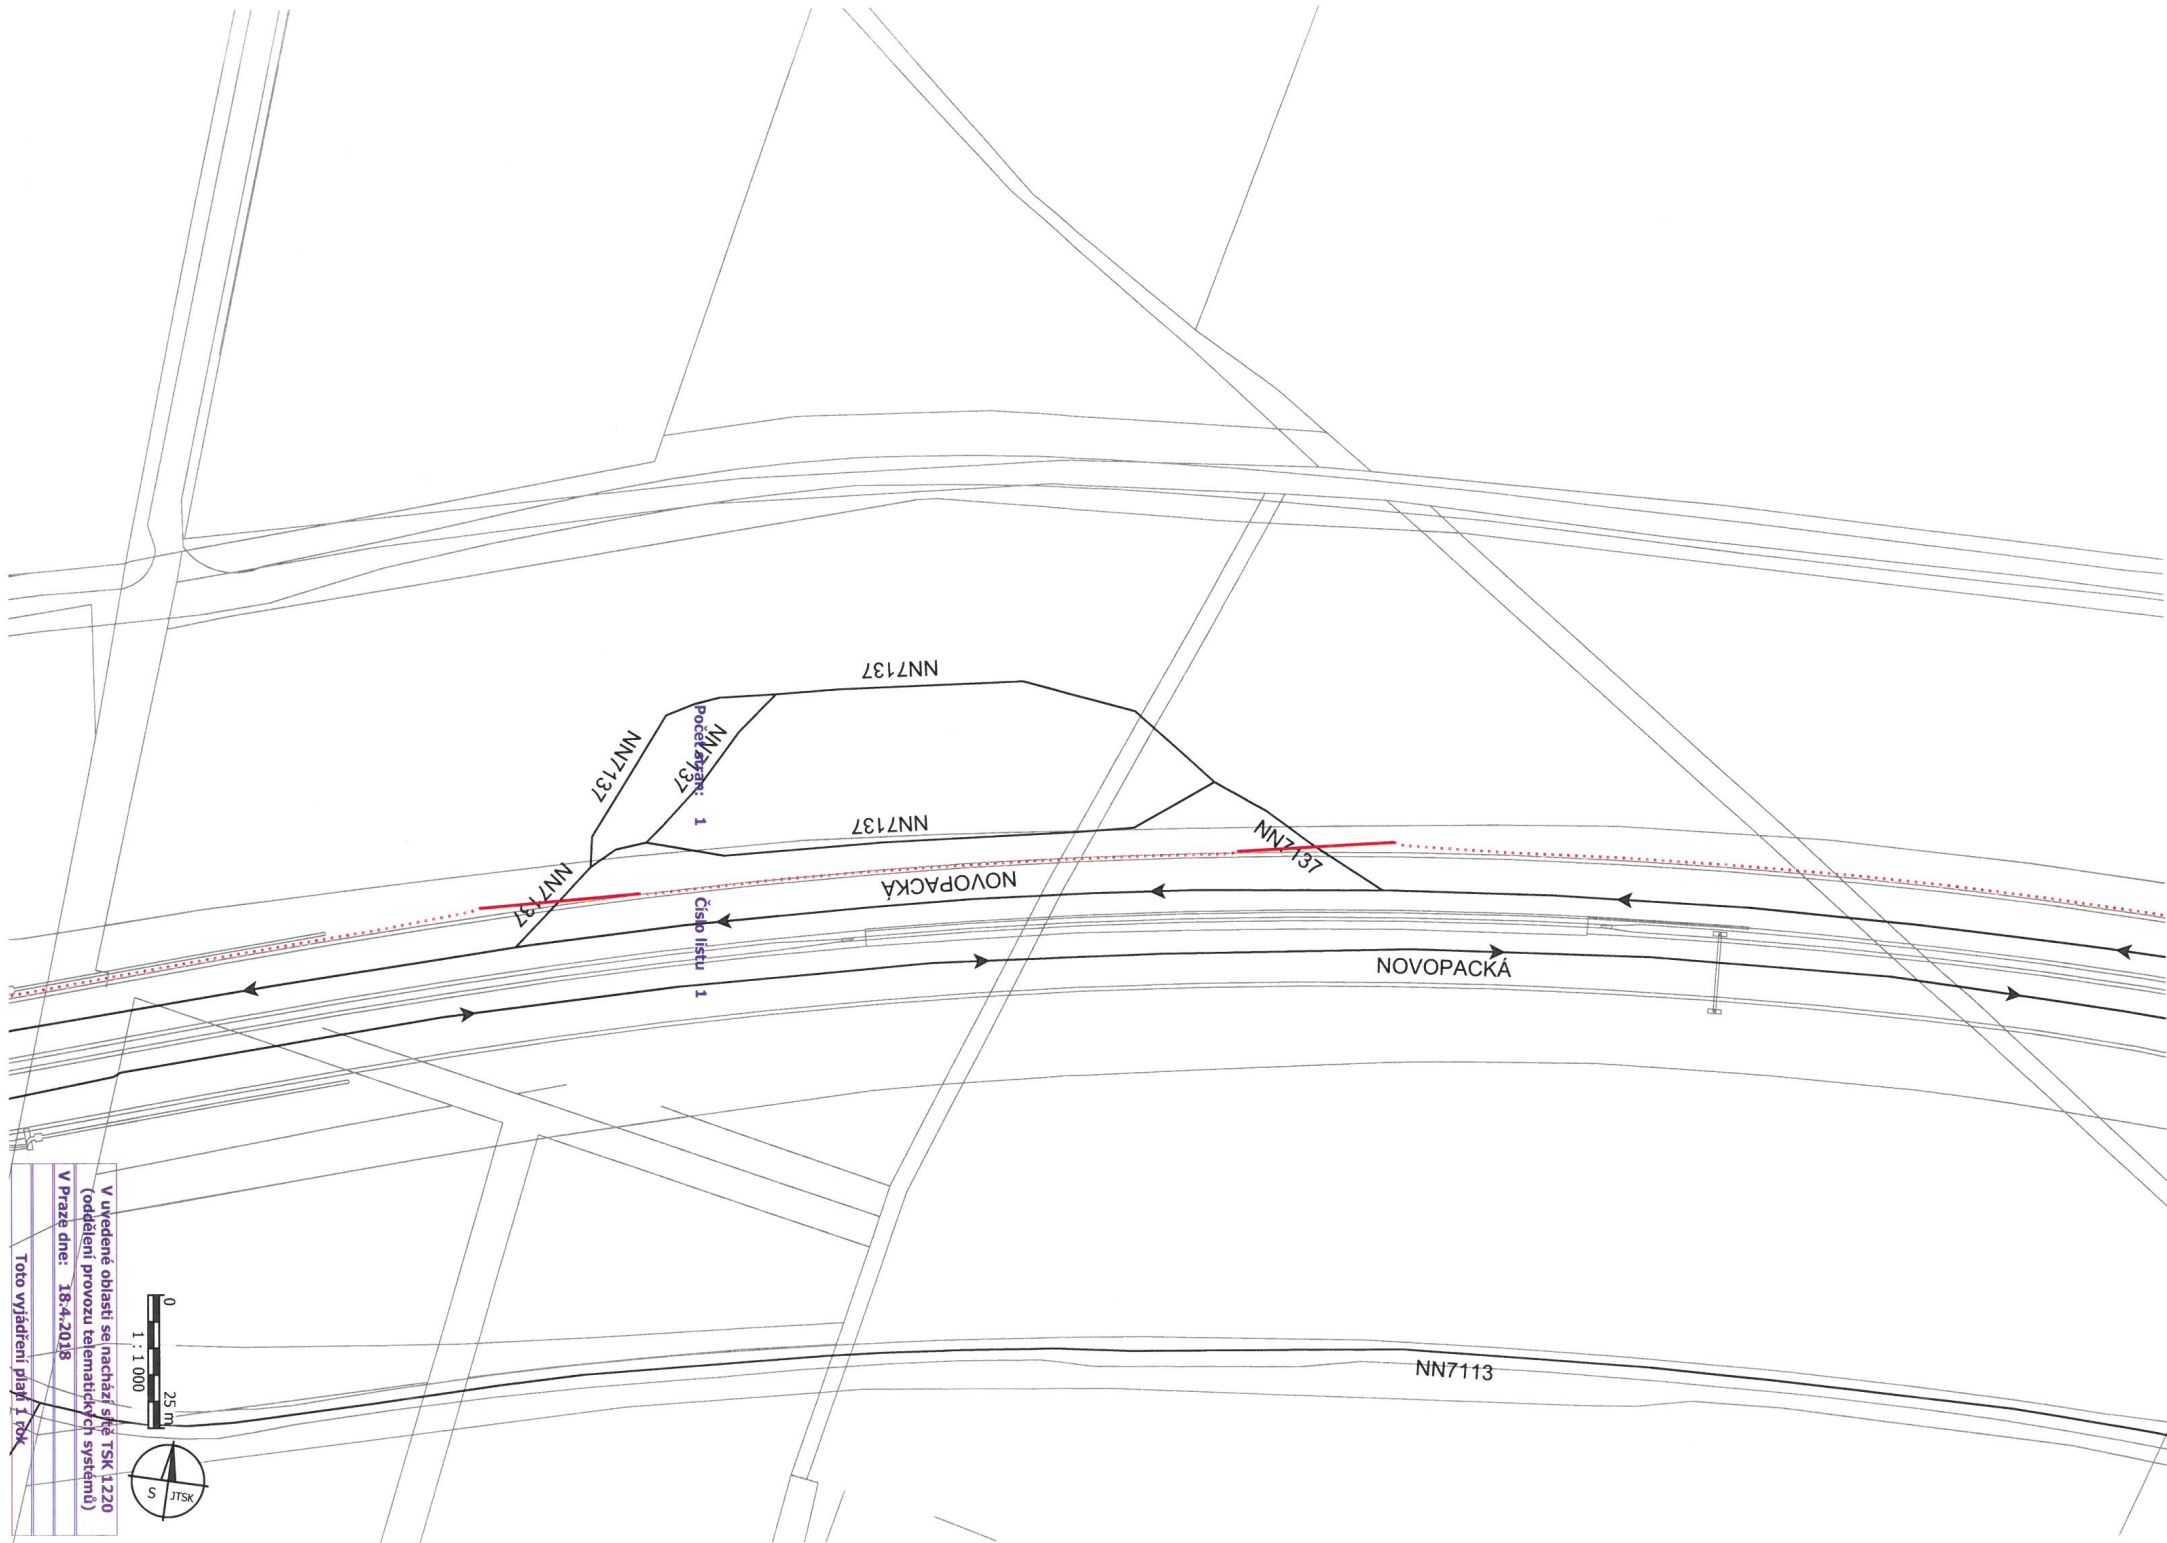 NN7137
NN7137
NN7137
NN7137
NN7137
NN7137
NOVOPACKÁ
NOVOPACKÁ
NN7113
Počet stran: 1
Číslo listu 1
V uvedené oblasti se nachází sítě TSK 11220
(oddělení provozu telematických systémů)
V Praze dne: 18.4.2018
Toto vyjádření platí 1 rok
0 25 m
1 : 1 000
S JTSK